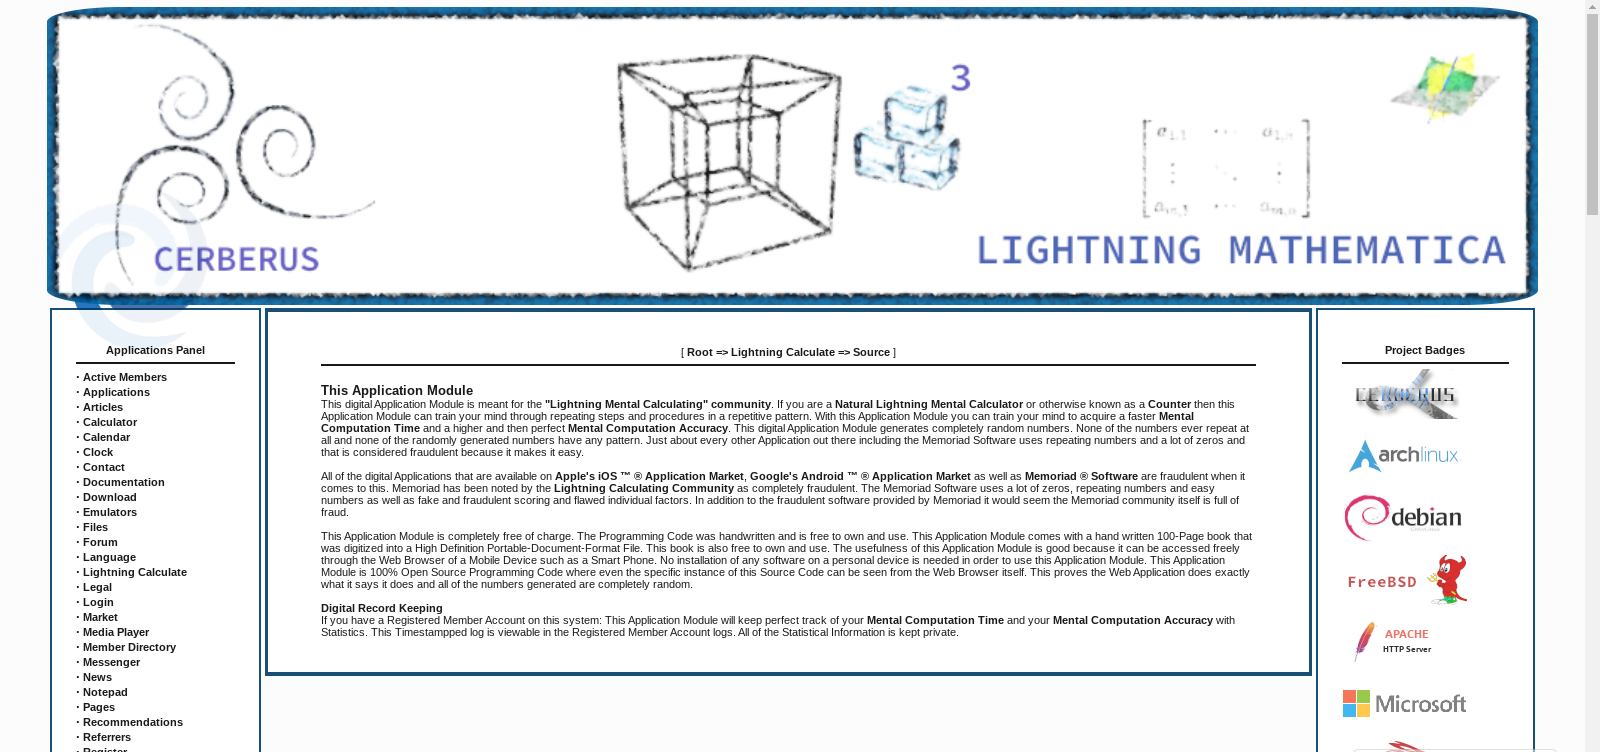 3
a1,1 ··· a1,n
am,1 ··· am,n
CERBERUS
LIGHTNING MATHEMATICA
Applications Panel
· Active Members
· Applications
· Articles
· Calculator
· Calendar
· Clock
· Contact
· Documentation
· Download
· Emulators
· Files
· Forum
· Language
· Lightning Calculate
· Legal
· Login
· Market
· Media Player
· Member Directory
· Messenger
· News
· Notepad
· Pages
· Recommendations
· Referrers
· Register
[ Root => Lightning Calculate => Source ]
This Application Module
This digital Application Module is meant for the "Lightning Mental Calculating" community. If you are a Natural Lightning Mental Calculator or otherwise known as a Counter then this
Application Module can train your mind through repeating steps and procedures in a repetitive pattern. With this Application Module you can train your mind to acquire a faster Mental
Computation Time and a higher and then perfect Mental Computation Accuracy. This digital Application Module generates completely random numbers. None of the numbers ever repeat at
all and none of the randomly generated numbers have any pattern. Just about every other Application out there including the Memoriad Software uses repeating numbers and a lot of zeros and
that is considered fraudulent because it makes it easy.
All of the digital Applications that are available on Apple's iOS ™ ® Application Market, Google's Android ™ ® Application Market as well as Memoriad ® Software are fraudulent when it
comes to this. Memoriad has been noted by the Lightning Calculating Community as completely fraudulent. The Memoriad Software uses a lot of zeros, repeating numbers and easy
numbers as well as fake and fraudulent scoring and flawed individual factors. In addition to the fraudulent software provided by Memoriad it would seem the Memoriad community itself is full of
fraud.
This Application Module is completely free of charge. The Programming Code was handwritten and is free to own and use. This Application Module comes with a hand written 100-Page book that
was digitized into a High Definition Portable-Document-Format File. This book is also free to own and use. The usefulness of this Application Module is good because it can be accessed freely
through the Web Browser of a Mobile Device such as a Smart Phone. No installation of any software on a personal device is needed in order to use this Application Module. This Application
Module is 100% Open Source Programming Code where even the specific instance of this Source Code can be seen from the Web Browser itself. This proves the Web Application does exactly
what it says it does and all of the numbers generated are completely random.
Digital Record Keeping
If you have a Registered Member Account on this system: This Application Module will keep perfect track of your Mental Computation Time and your Mental Computation Accuracy with
Statistics. This Timestampped log is viewable in the Registered Member Account logs. All of the Statistical Information is kept private.
Project Badges
CERBERUS
archlinux
debian
FreeBSD
APACHE
HTTP Server
Microsoft